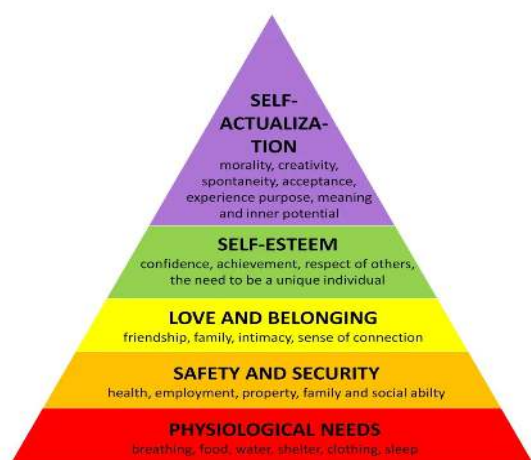 SELF-
ACTUALIZA-
TION
morality, creativity,
spontaneity, acceptance,
experience purpose, meaning
and inner potential
SELF-ESTEEM
confidence, achievement, respect of others,
the need to be a unique individual
LOVE AND BELONGING
friendship, family, intimacy, sense of connection
SAFETY AND SECURITY
health, employment, property, family and social abilty
PHYSIOLOGICAL NEEDS
breathing, food, water, shelter, clothing, sleep